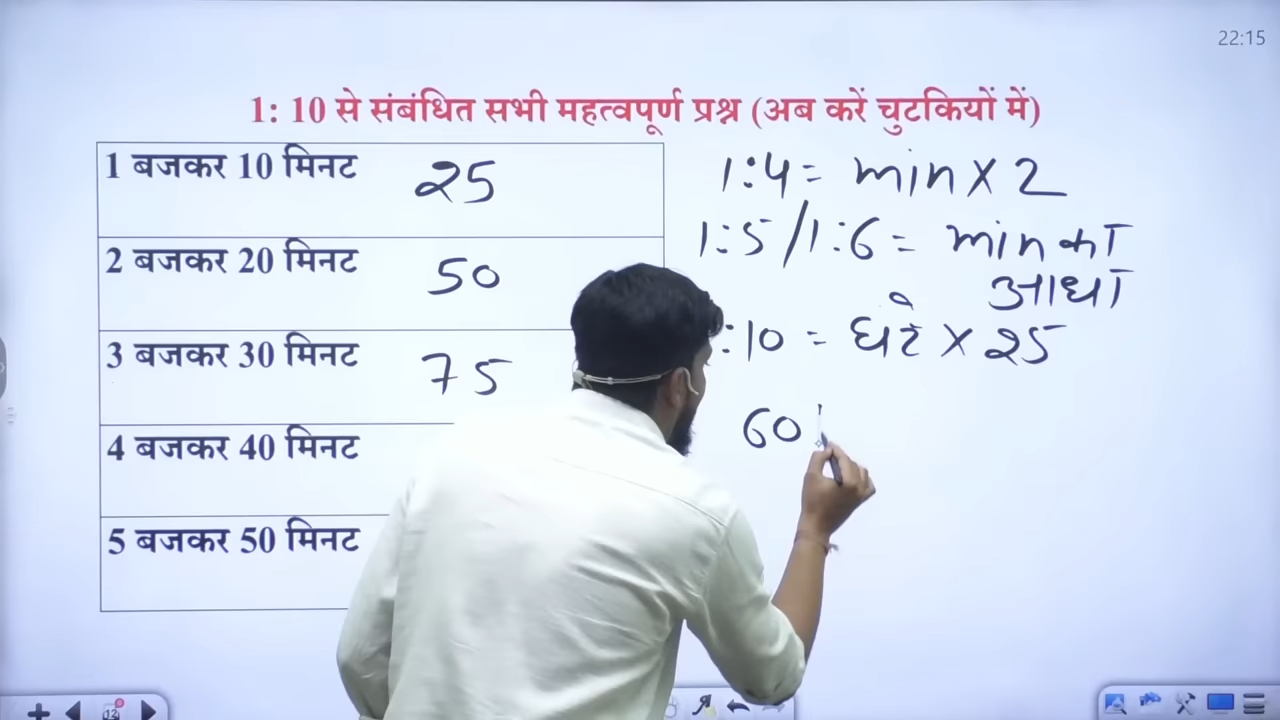 22:15
1: 10 से संबंधित सभी महत्वपूर्ण प्रश्न (अब करें चुटकियों में)
1 बजकर 10 मिनट 25
2 बजकर 20 मिनट 50
3 बजकर 30 मिनट 75
4 बजकर 40 मिनट
5 बजकर 50 मिनट
1:4 = min X 2
1:5 / 1:6 = min का
आधा
:10 = घंटे X 25
60
12